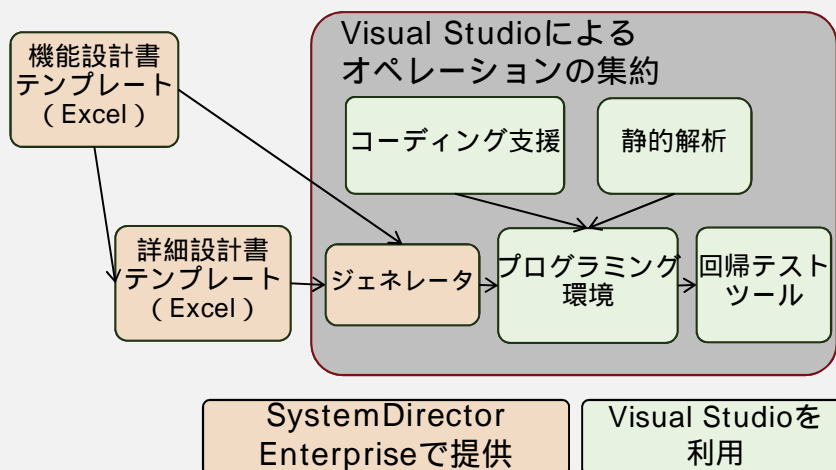 Visual Studioによる
オペレーションの集約
機能設計書
テンプレート
（Excel）
コーディング支援
静的解析
詳細設計書
テンプレート
（Excel）
ジェネレータ
プログラミング
環境
回帰テスト
ツール
SystemDirector
Enterpriseで提供
Visual Studioを
利用